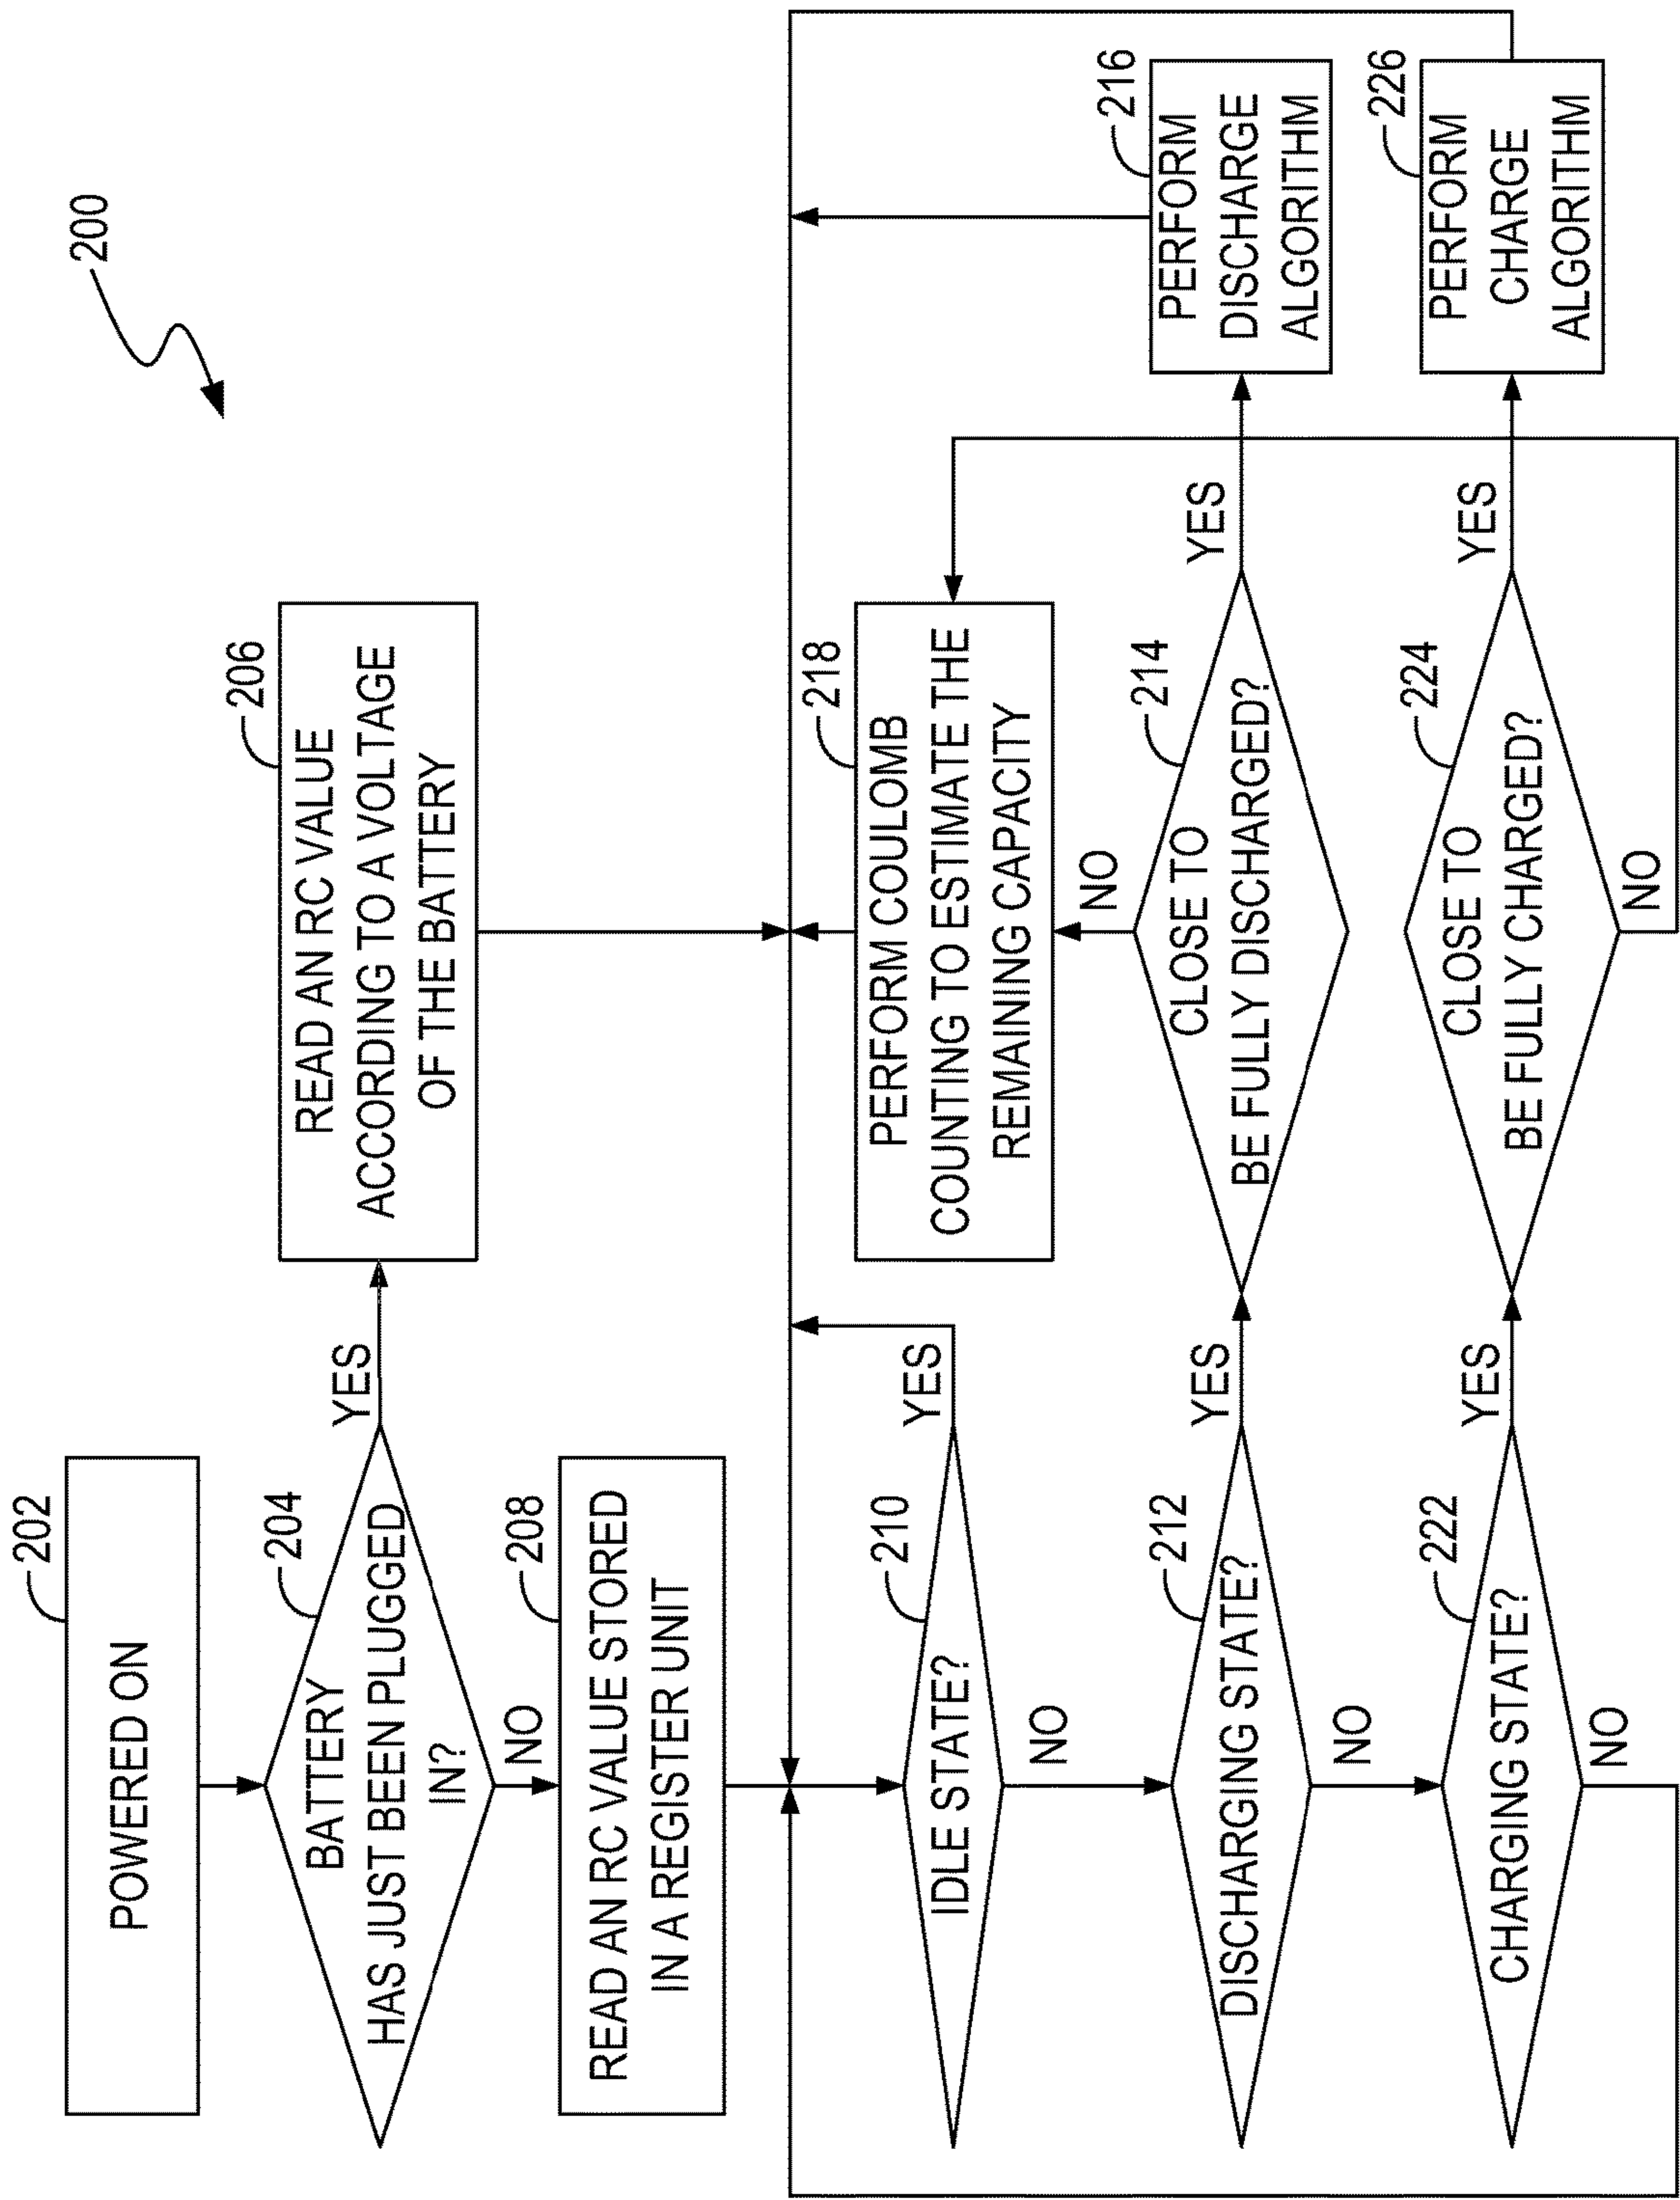 200
202
POWERED ON
204
BATTERY
HAS JUST BEEN PLUGGED
IN?
YES
206
READ AN RC VALUE
ACCORDING TO A VOLTAGE
OF THE BATTERY
NO
208
READ AN RC VALUE STORED
IN A REGISTER UNIT
210
IDLE STATE?
YES
NO
218
PERFORM COULOMB
COUNTING TO ESTIMATE THE
REMAINING CAPACITY
212
DISCHARGING STATE?
YES
NO
214
CLOSE TO
BE FULLY DISCHARGED?
NO
YES
216
PERFORM
DISCHARGE
ALGORITHM
222
CHARGING STATE?
YES
NO
224
CLOSE TO
BE FULLY CHARGED?
YES
NO
226
PERFORM
CHARGE
ALGORITHM